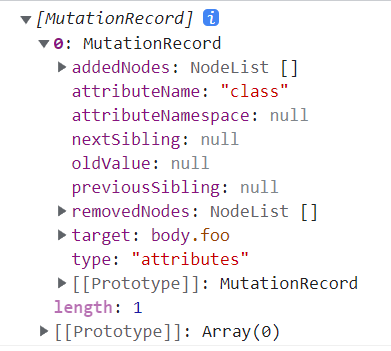 ▼ [MutationRecord] i
▼ 0: MutationRecord
▶ addedNodes: NodeList []
attributeName: "class"
attributeNamespace: null
nextSibling: null
oldValue: null
previousSibling: null
▶ removedNodes: NodeList []
▶ target: body.foo
type: "attributes"
▶ [[Prototype]]: MutationRecord
length: 1
▶ [[Prototype]]: Array(0)